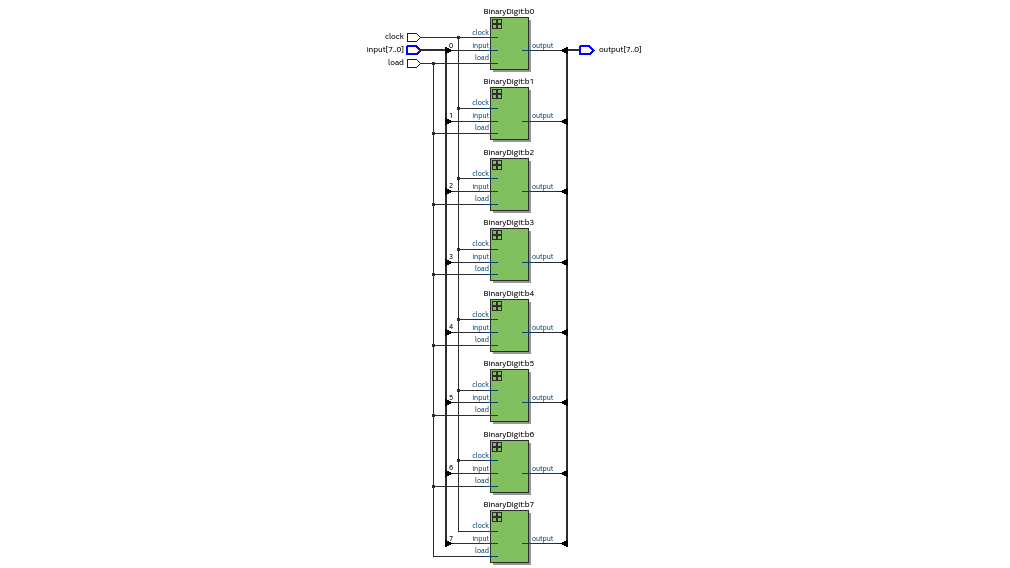 BinaryDigit:b0
clock
clock
input[7..0]
0
input
output
output[7..0]
load
load
BinaryDigit:b1
clock
1
input
output
load
BinaryDigit:b2
clock
2
input
output
load
BinaryDigit:b3
clock
3
input
output
load
BinaryDigit:b4
clock
4
input
output
load
BinaryDigit:b5
clock
5
input
output
load
BinaryDigit:b6
clock
6
input
output
load
BinaryDigit:b7
clock
7
input
output
load